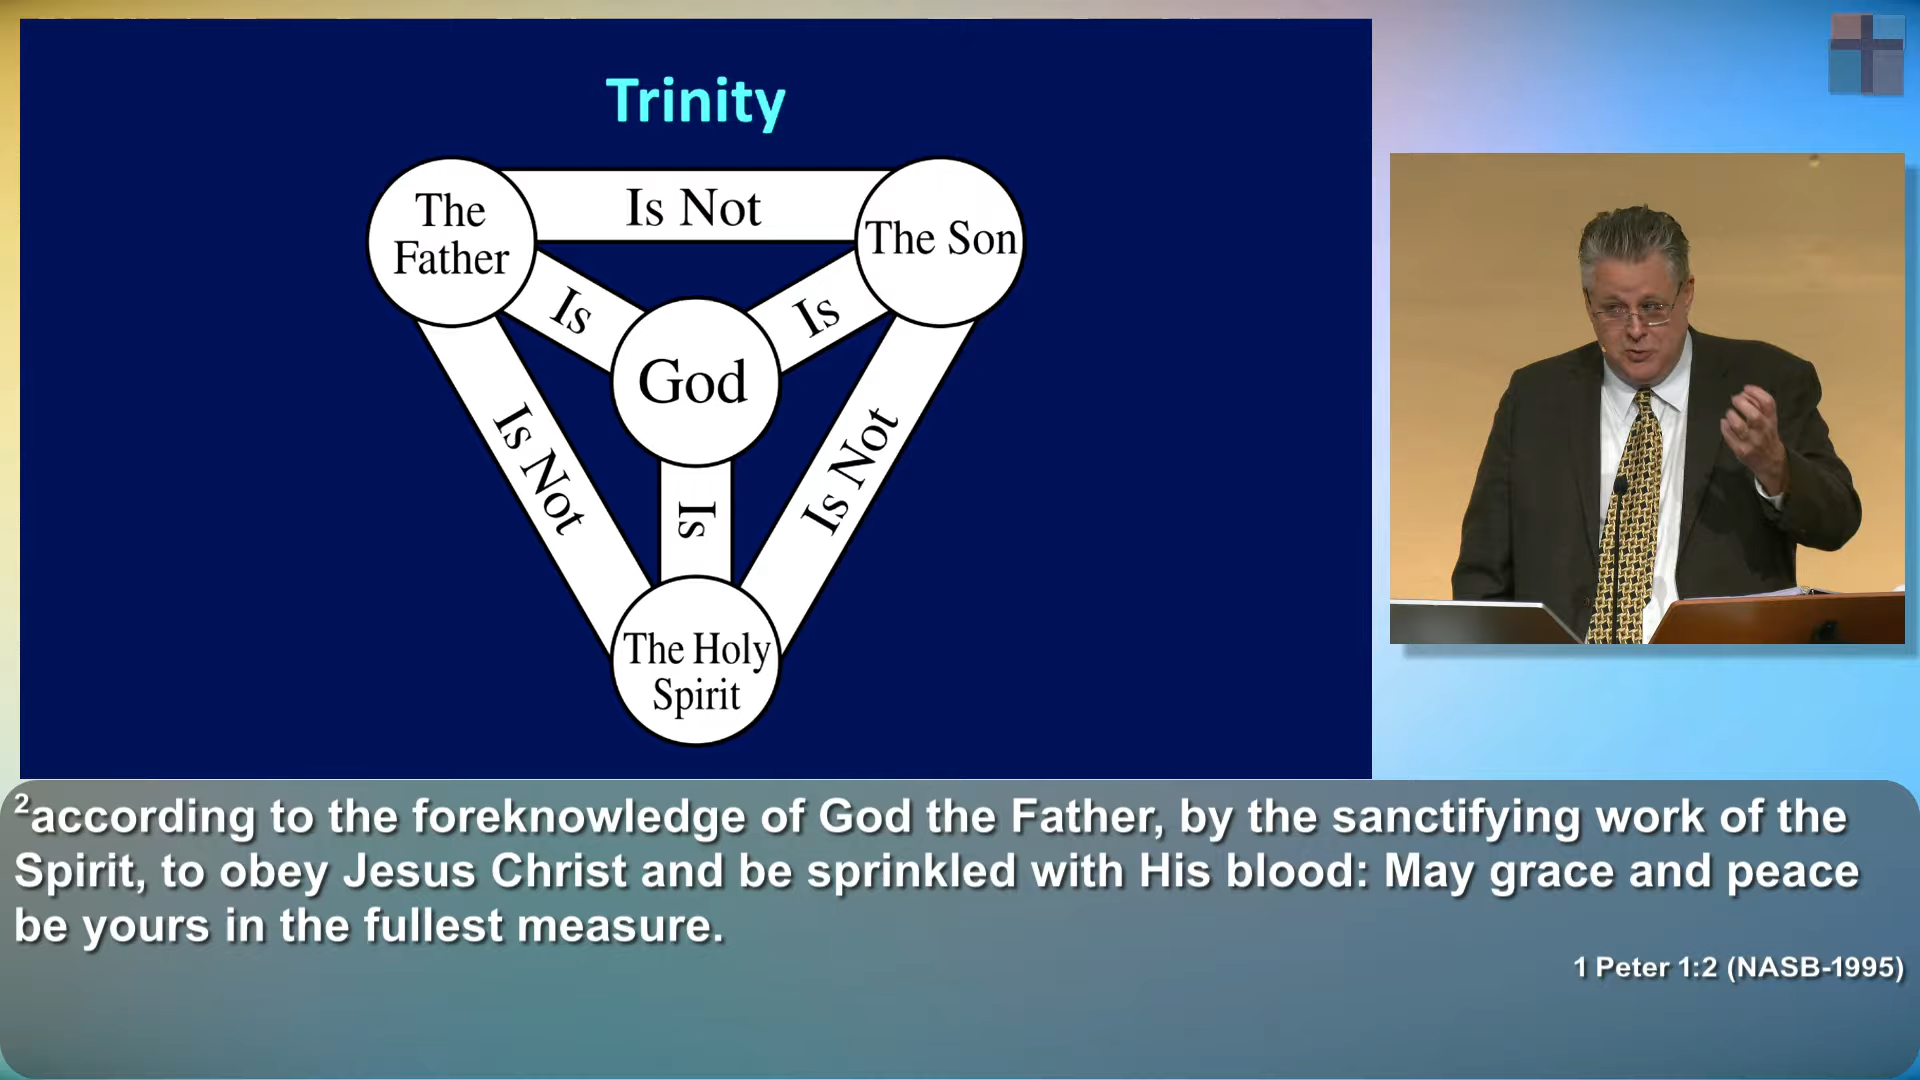 Trinity
The
Father
Is Not
The Son
Is
Is
God
Is Not
Is
Is Not
The Holy
Spirit
²according to the foreknowledge of God the Father, by the sanctifying work of the
Spirit, to obey Jesus Christ and be sprinkled with His blood: May grace and peace
be yours in the fullest measure.
1 Peter 1:2 (NASB-1995)